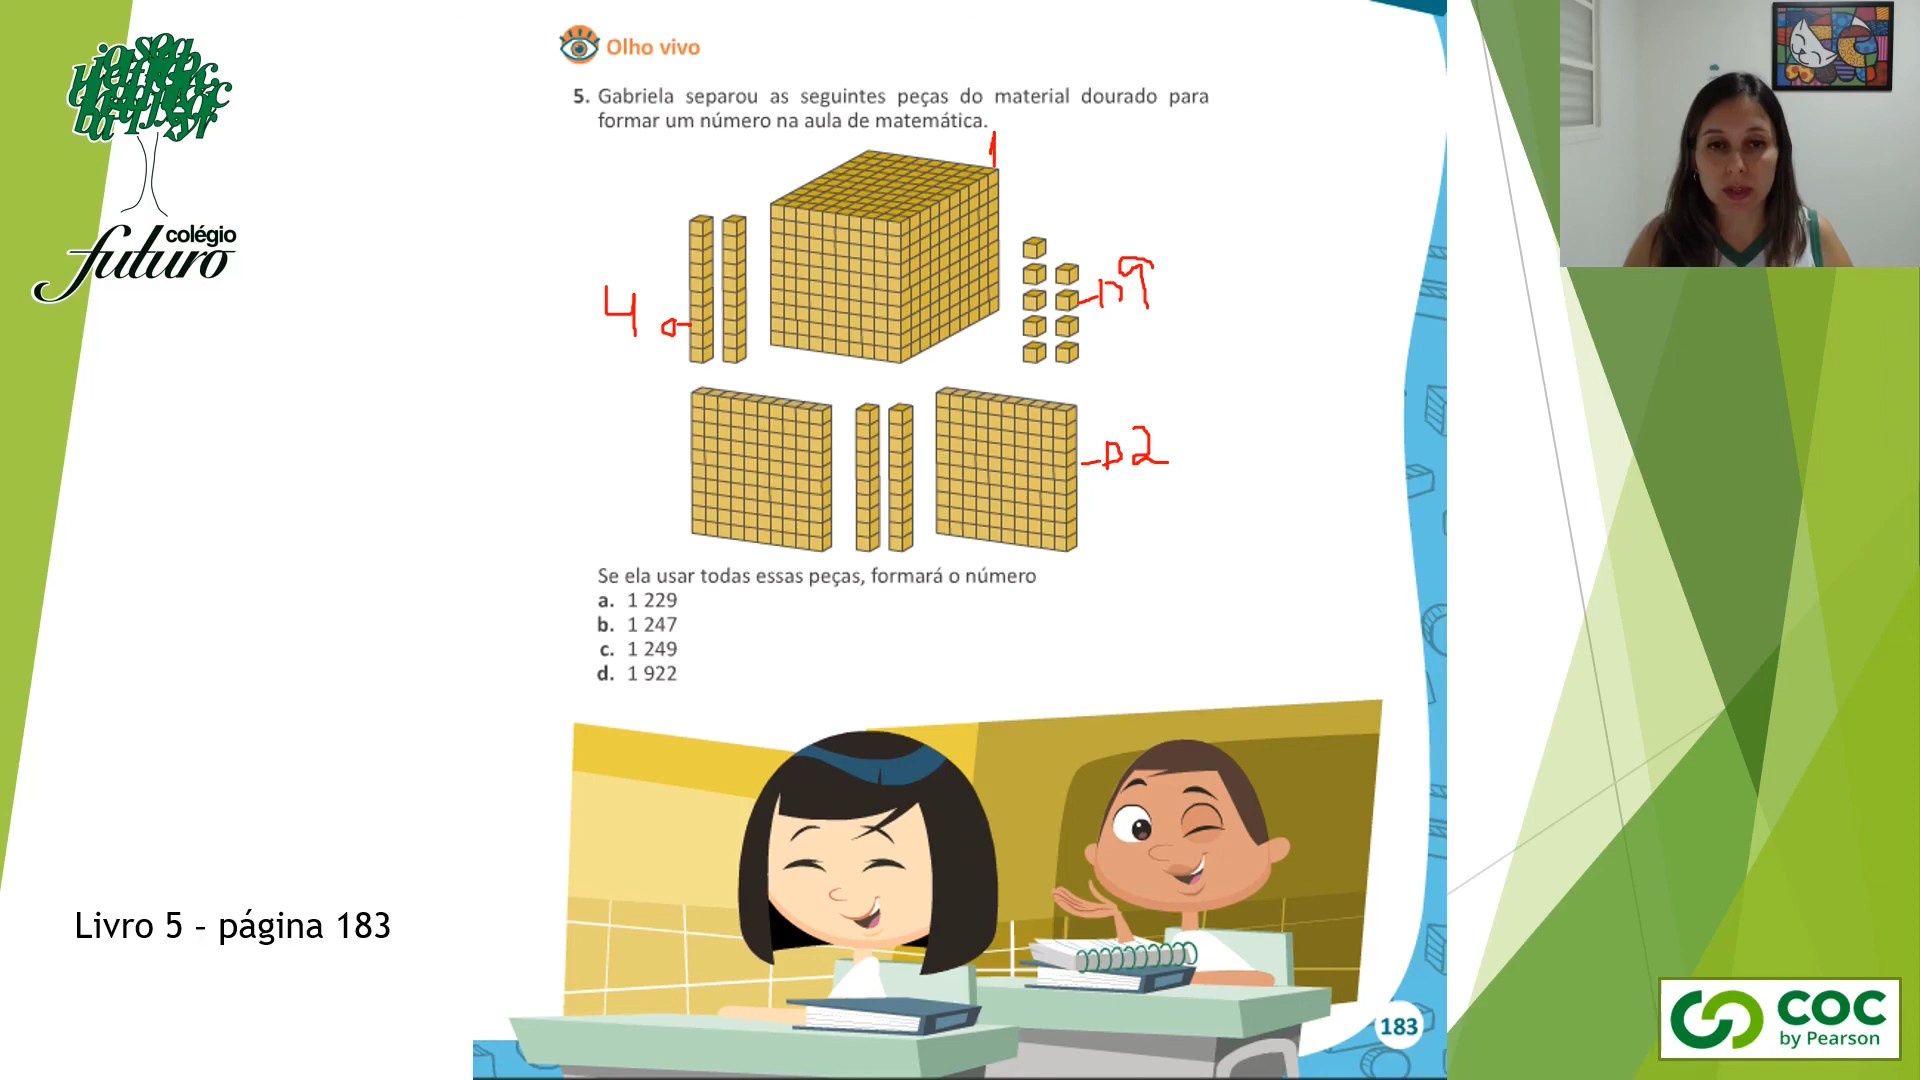 colégio
futuro
Livro 5 - página 183
Olho vivo
5. Gabriela separou as seguintes peças do material dourado para
formar um número na aula de matemática.
1
4
9
2
Se ela usar todas essas peças, formará o número
a. 1 229
b. 1 247
c. 1 249
d. 1 922
183
COC
by Pearson